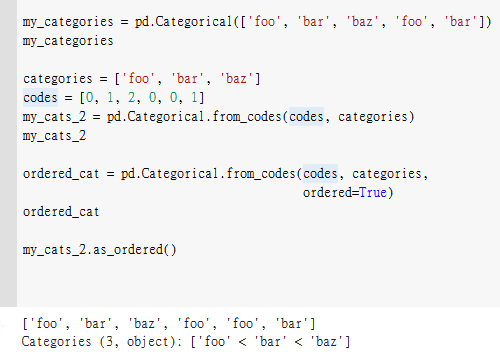 my_categories = pd.Categorical(['foo', 'bar', 'baz', 'foo', 'bar'])
my_categories
categories = ['foo', 'bar', 'baz']
codes = [0, 1, 2, 0, 0, 1]
my_cats_2 = pd.Categorical.from_codes(codes, categories)
my_cats_2
ordered_cat = pd.Categorical.from_codes(codes, categories,
ordered=True)
ordered_cat
my_cats_2.as_ordered()
['foo', 'bar', 'baz', 'foo', 'foo', 'bar']
Categories (3, object): ['foo' < 'bar' < 'baz']